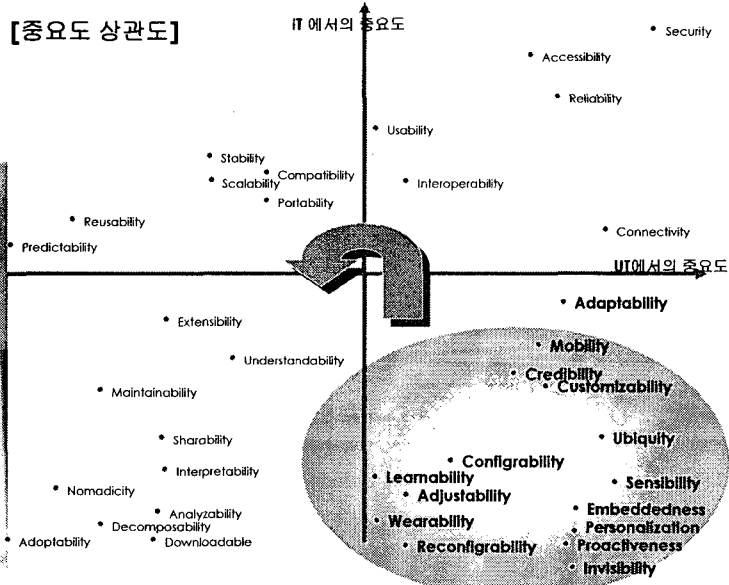 [중요도 상관도]
IT 에서의 중요도
Security
Accessibility
Reliability
Usability
Stability
Compatibility
Scalability
Interoperability
Portability
Reusability
Connectivity
Predictability
UT에서의 중요도
Adaptability
Extensibility
Mobility
Understandability
Credibility
Customizability
Maintainability
Sharability
Ubiquity
Configrability
Interpretability
Learnability
Sensibility
Nomadicity
Adjustability
Analyzability
Embeddedness
Decomposability
Wearability
Personalization
Adoptability
Downloadable
Reconfigrability
Proactiveness
Invisibility